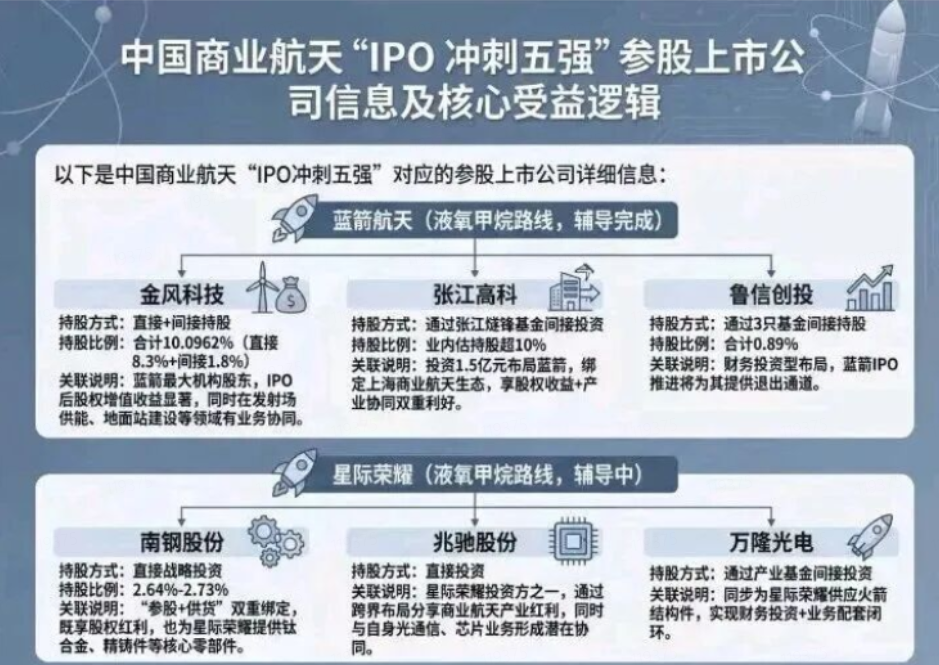 中国商业航天“IPO 冲刺五强”参股上市公
司信息及核心受益逻辑
以下是中国商业航天“IPO冲刺五强”对应的参股上市公司详细信息：
蓝箭航天（液氧甲烷路线，辅导完成）
金风科技
持股方式：直接+间接持股
持股比例：合计10.0962%（直接
8.3%+间接1.8%）
关联说明：蓝箭最大机构股东，IPO
后股权增值收益显著，同时在发射场
供能、地面站建设等领域有业务协同。
张江高科
持股方式：通过张江燧锋基金间接投资
持股比例：业内估持股超10%
关联说明：投资1.5亿元布局蓝箭，绑
定上海商业航天生态，享股权收益+产
业协同双重利好。
鲁信创投
持股方式：通过3只基金间接持股
持股比例：合计0.89%
关联说明：财务投资型布局，蓝箭IPO
推进将为其提供退出通道。
星际荣耀（液氧甲烷路线，辅导中）
南钢股份
持股方式：直接战略投资
持股比例：2.64%-2.73%
关联说明：“参股+供货”双重绑定，
既享股权红利，也为星际荣耀提供钛
合金、精铸件等核心零部件。
兆驰股份
持股方式：直接投资
关联说明：星际荣耀投资方之一，通过
跨界布局分享商业航天产业红利，同时
与自身光通信、芯片业务形成潜在协
同。
万隆光电
持股方式：通过产业基金间接投资
关联说明：同步为星际荣耀供应火箭
结构件，实现财务投资+业务配套闭
环。